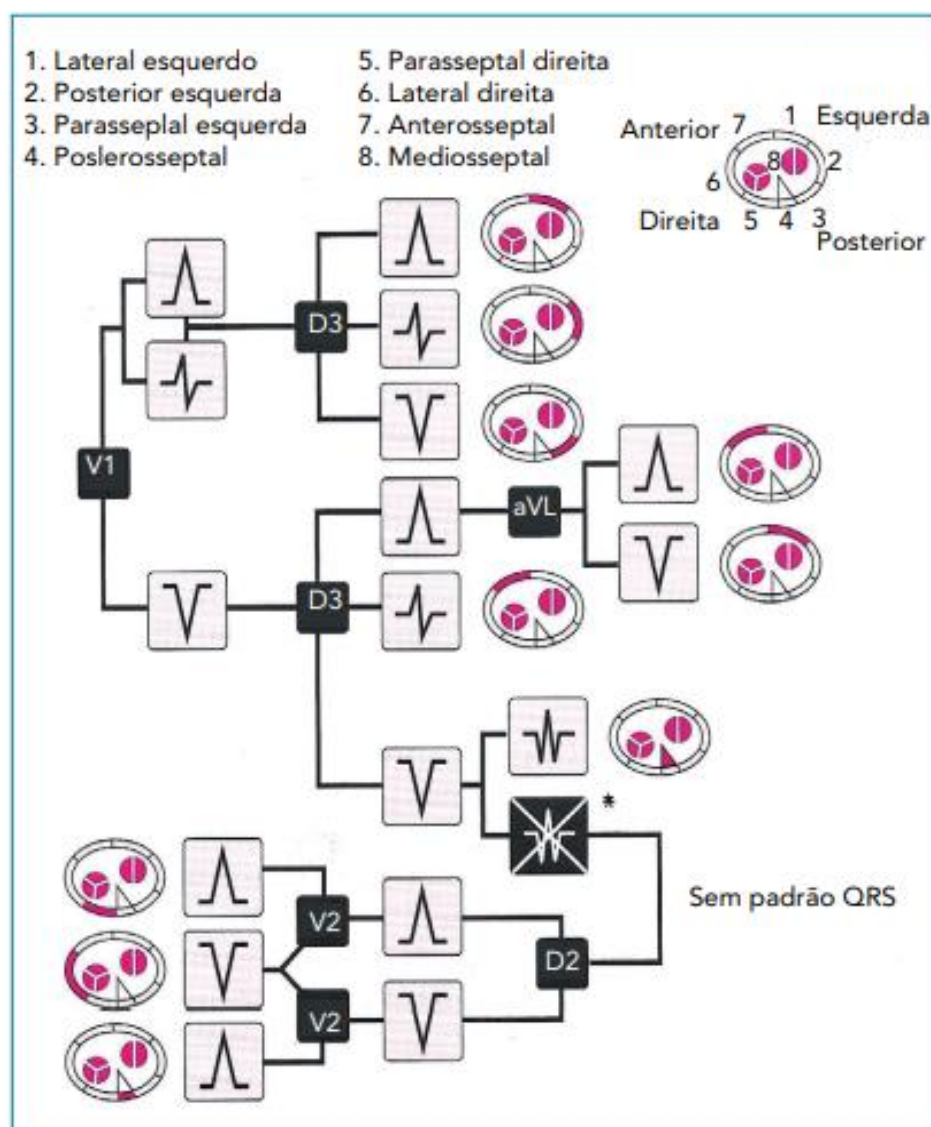 1. Lateral esquerdo
2. Posterior esquerda
3. Parasseplal esquerda
4. Poslerosseptal
5. Parasseptal direita
6. Lateral direita
7. Anterosseptal
8. Mediosseptal
Anterior 7 1 Esquerda
8 2
6
Direita 5 4 3
Posterior
D3
V1
aVL
D3
*
Sem padrão QRS
V2
D2
V2